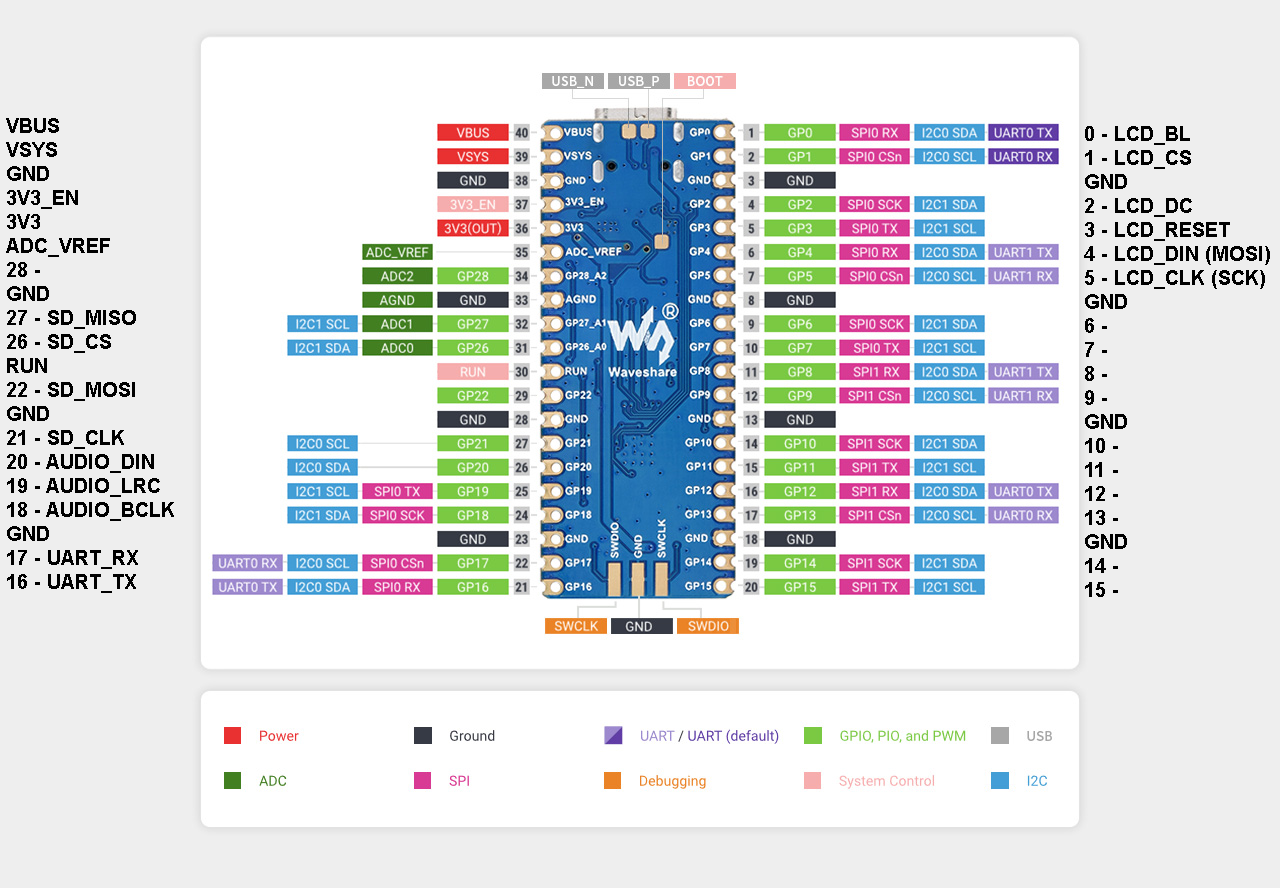 USB_N USB_P BOOT
VBUS
VSYS
GND
3V3_EN
3V3
ADC_VREF
28 -
GND
27 - SD_MISO
26 - SD_CS
RUN
22 - SD_MOSI
GND
21 - SD_CLK
20 - AUDIO_DIN
19 - AUDIO_LRC
18 - AUDIO_BCLK
GND
17 - UART_RX
16 - UART_TX
VBUS 40
VSYS 39
GND 38
3V3_EN 37
3V3(OUT) 36
ADC_VREF 35
ADC2 GP28 34
AGND GND 33
I2C1 SCL ADC1 GP27 32
I2C1 SDA ADC0 GP26 31
RUN 30
GP22 29
GND 28
I2C0 SCL GP21 27
I2C0 SDA GP20 26
I2C1 SCL SPI0 TX GP19 25
I2C1 SDA SPI0 SCK GP18 24
GND 23
UART0 RX I2C0 SCL SPI0 CSn GP17 22
UART0 TX I2C0 SDA SPI0 RX GP16 21
VBUS GP0
VSYS GP1
GND GND
3V3_EN GP2
3V3 GP3
ADC_VREF GP4
GP28_A2 GP5
AGND GND
GP27_A1 GP6
GP26_A0 GP7
RUN GP8
GP22 GP9
GND GND
GP21 GP10
GP20 GP11
GP19 GP12
GP18 GP13
GND GND
GP17 GP14
GP16 GP15
®
Waveshare
SWDIO
GND
SWCLK
1 GP0 SPI0 RX I2C0 SDA UART0 TX
2 GP1 SPI0 CSn I2C0 SCL UART0 RX
3 GND
4 GP2 SPI0 SCK I2C1 SDA
5 GP3 SPI0 TX I2C1 SCL
6 GP4 SPI0 RX I2C0 SDA UART1 TX
7 GP5 SPI0 CSn I2C0 SCL UART1 RX
8 GND
9 GP6 SPI0 SCK I2C1 SDA
10 GP7 SPI0 TX I2C1 SCL
11 GP8 SPI1 RX I2C0 SDA UART1 TX
12 GP9 SPI1 CSn I2C0 SCL UART1 RX
13 GND
14 GP10 SPI1 SCK I2C1 SDA
15 GP11 SPI1 TX I2C1 SCL
16 GP12 SPI1 RX I2C0 SDA UART0 TX
17 GP13 SPI1 CSn I2C0 SCL UART0 RX
18 GND
19 GP14 SPI1 SCK I2C1 SDA
20 GP15 SPI1 TX I2C1 SCL
0 - LCD_BL
1 - LCD_CS
GND
2 - LCD_DC
3 - LCD_RESET
4 - LCD_DIN (MOSI)
5 - LCD_CLK (SCK)
GND
6 -
7 -
8 -
9 -
GND
10 -
11 -
12 -
13 -
GND
14 -
15 -
SWCLK GND SWDIO
Power Ground UART / UART (default) GPIO, PIO, and PWM USB
ADC SPI Debugging System Control I2C